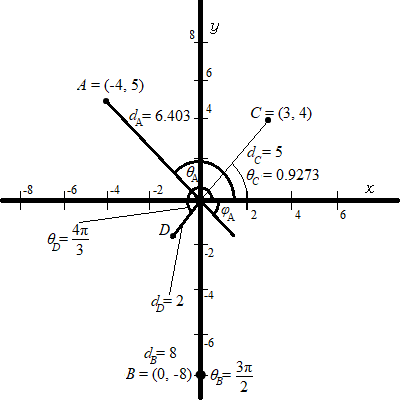 y
8
6
A = (-4, 5)
d_A = 6.403
4
C = (3, 4)
d_C = 5
θ_A
θ_C = 0.9273
x
-8 -6 -4 -2 2 4 6
φ_A
D
θ_D = 4π/3
-2
-4
d_D = 2
-6
d_B = 8
B = (0, -8)
θ_B = 3π/2